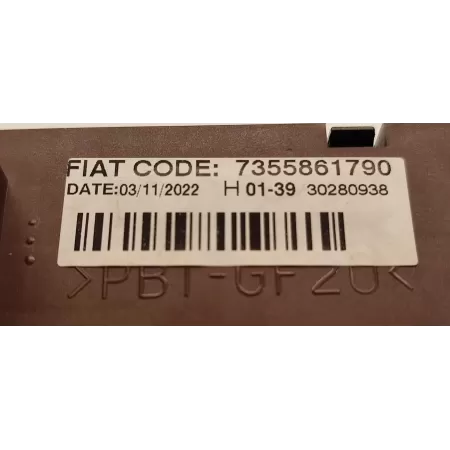 FIAT CODE: 7355861790
DATE:03/11/2022 H 01-39 30280938
>PBT-GF20<